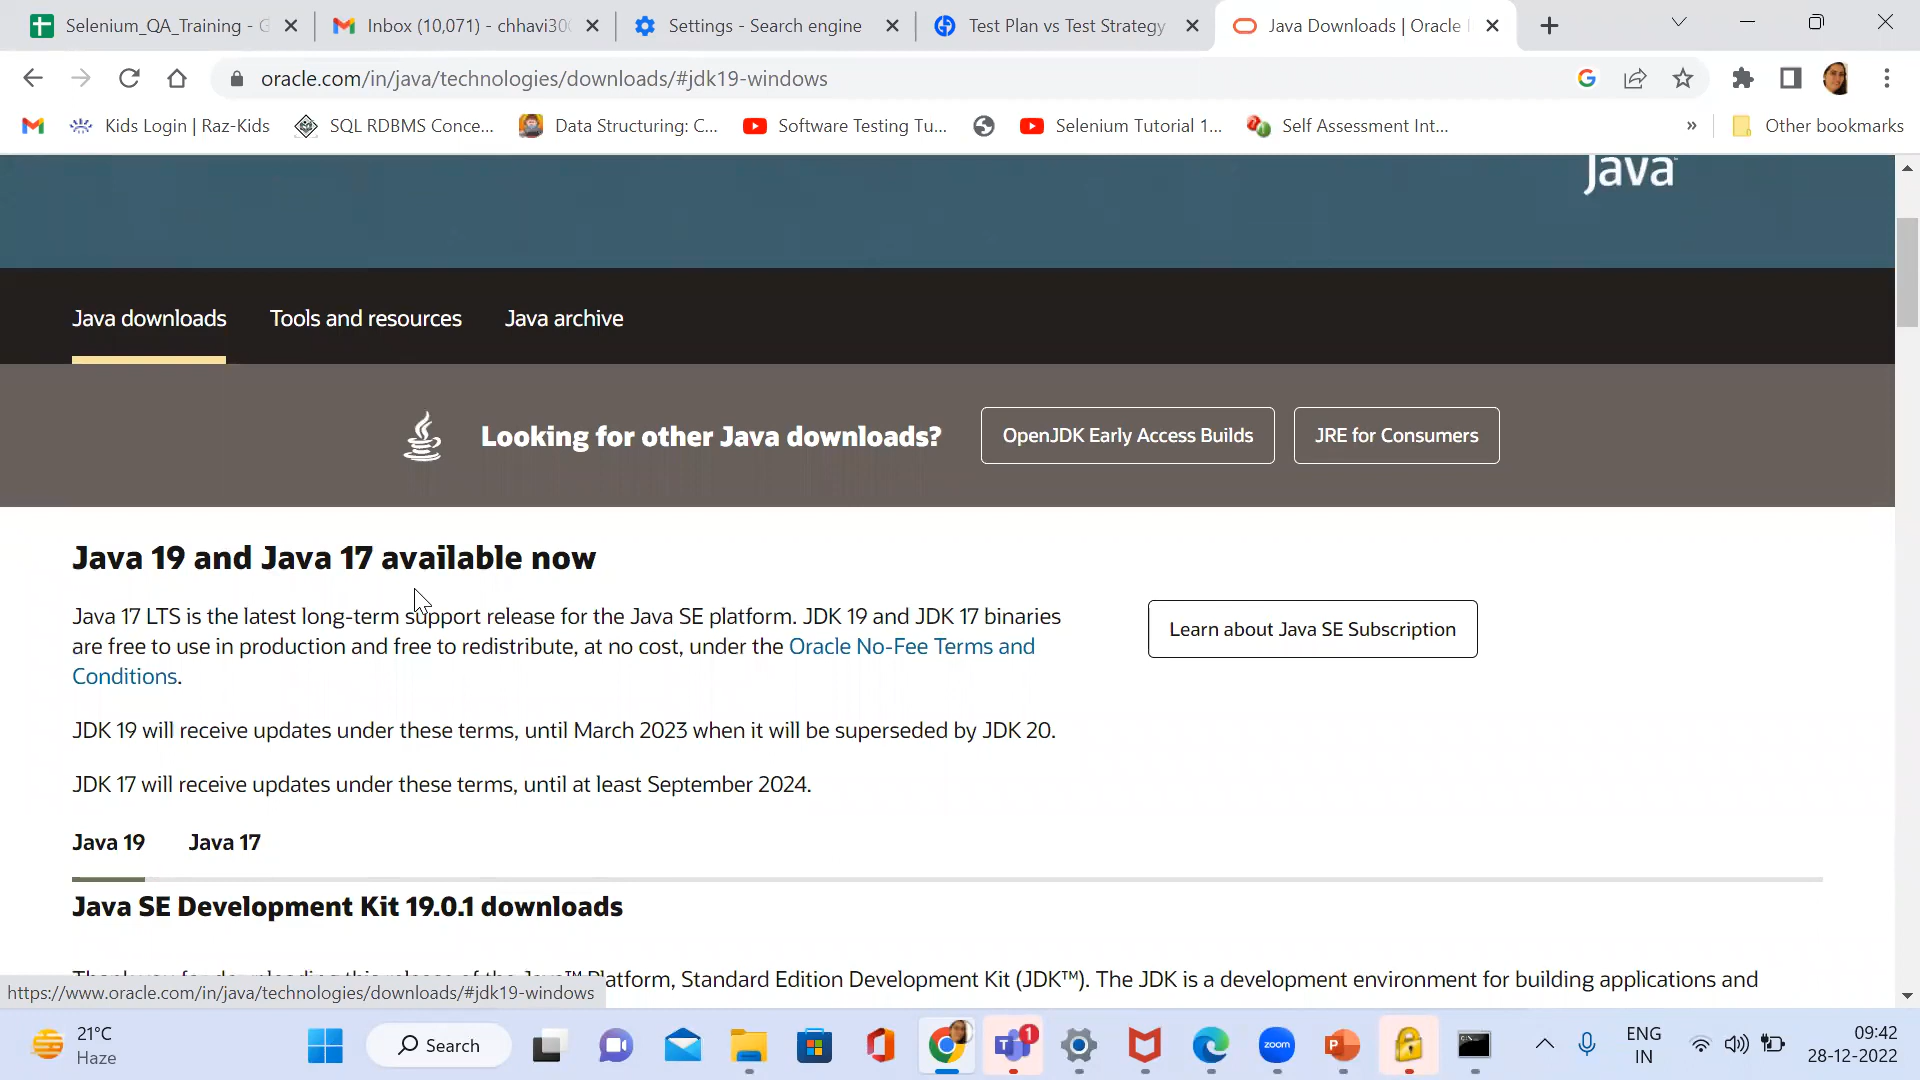 Selenium_QA_Training - G
Inbox (10,071) - chhavi300
Settings - Search engine
Test Plan vs Test Strategy
Java Downloads | Oracle I
oracle.com/in/java/technologies/downloads/#jdk19-windows
Kids Login | Raz-Kids
SQL RDBMS Conce...
Data Structuring: C...
Software Testing Tu...
Selenium Tutorial 1...
Self Assessment Int...
»
Other bookmarks
Java
Java downloads
Tools and resources
Java archive
Looking for other Java downloads?
OpenJDK Early Access Builds
JRE for Consumers
Java 19 and Java 17 available now
Java 17 LTS is the latest long-term support release for the Java SE platform. JDK 19 and JDK 17 binaries
are free to use in production and free to redistribute, at no cost, under the Oracle No-Fee Terms and
Conditions.
Learn about Java SE Subscription
JDK 19 will receive updates under these terms, until March 2023 when it will be superseded by JDK 20.
JDK 17 will receive updates under these terms, until at least September 2024.
Java 19
Java 17
Java SE Development Kit 19.0.1 downloads
Platform, Standard Edition Development Kit (JDK™). The JDK is a development environment for building applications and
https://www.oracle.com/in/java/technologies/downloads/#jdk19-windows
21°C
Haze
Search
1
zoom
ENG
IN
09:42
28-12-2022